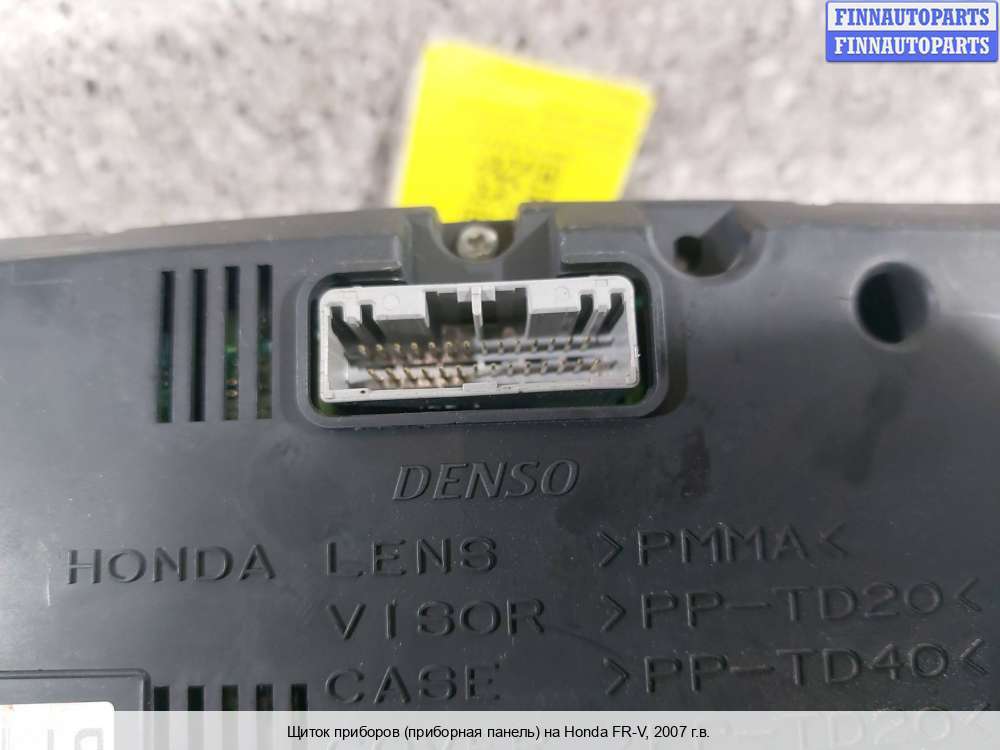 FINNAUTOPARTS
FINNAUTOPARTS
DENSO
HONDA LENS >PMMA<
VISOR >PP-TD20<
CASE >PP-TD40<
Щиток приборов (приборная панель) на Honda FR-V, 2007 г.в.